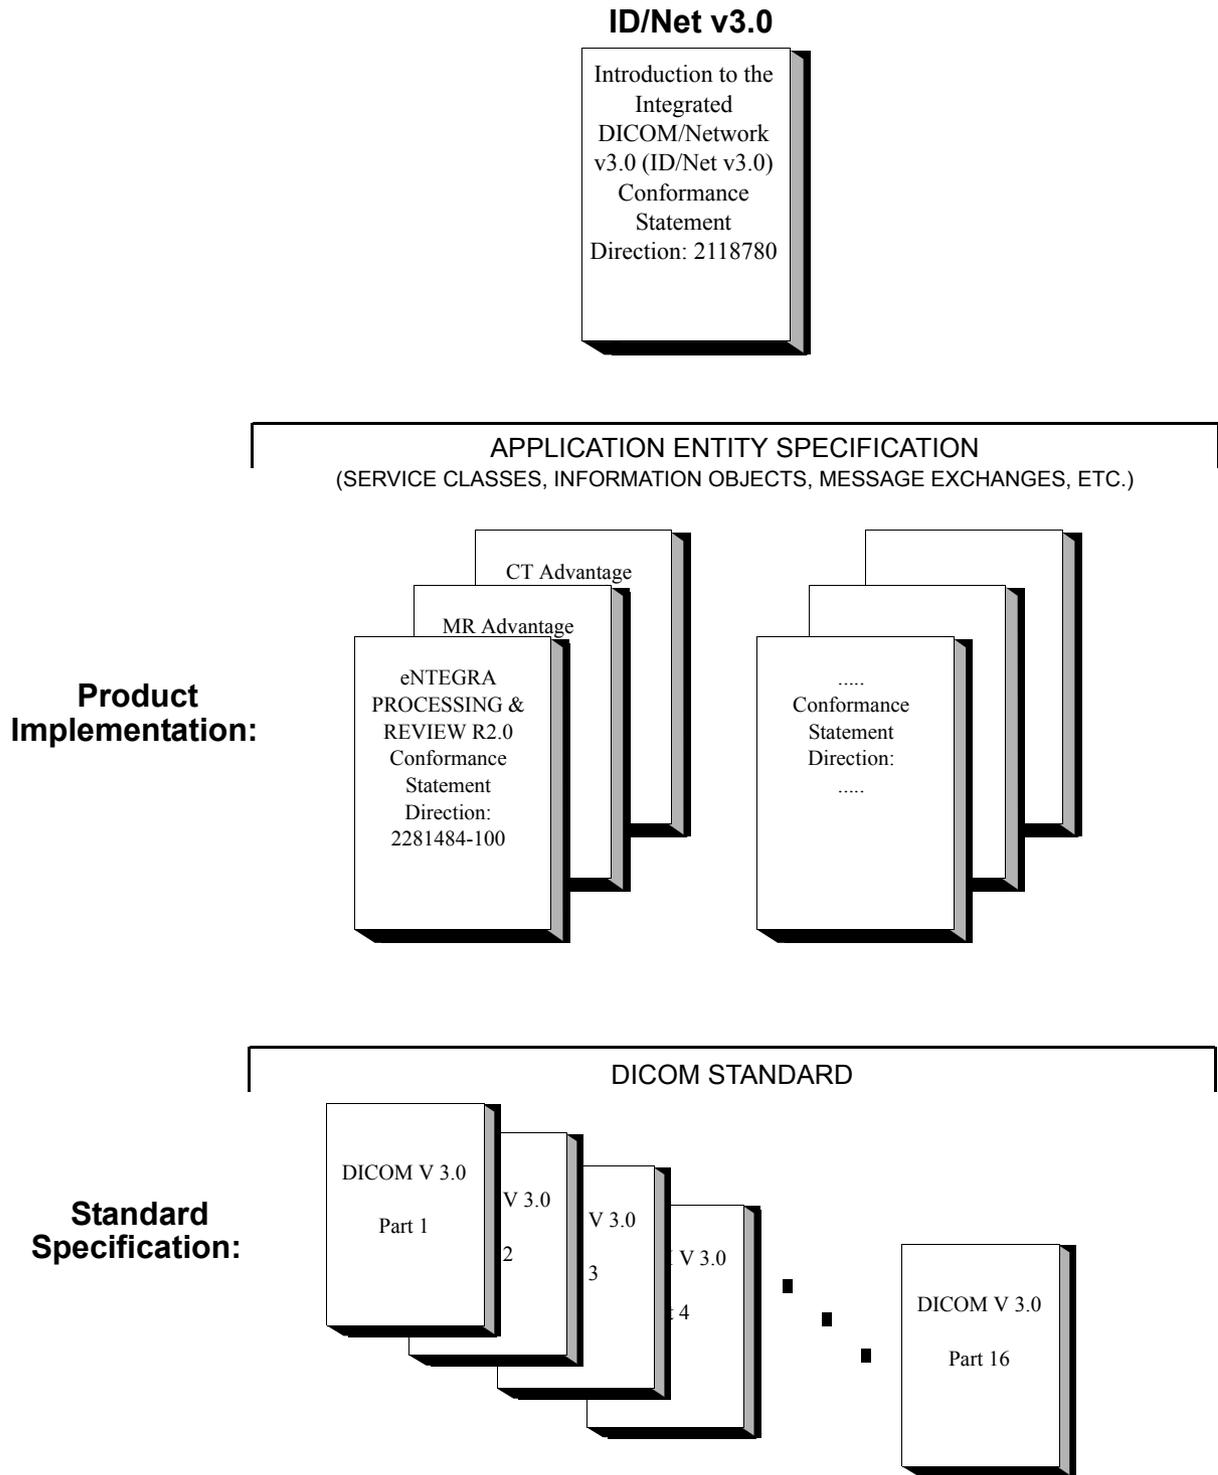 ID/Net v3.0
Introduction to the
Integrated
DICOM/Network
v3.0 (ID/Net v3.0)
Conformance
Statement
Direction: 2118780
APPLICATION ENTITY SPECIFICATION
(SERVICE CLASSES, INFORMATION OBJECTS, MESSAGE EXCHANGES, ETC.)
Product
Implementation:
CT Advantage
MR Advantage
eNTEGRA
PROCESSING &
REVIEW R2.0
Conformance
Statement
Direction:
2281484-100
.....
Conformance
Statement
Direction:
.....
DICOM STANDARD
Standard
Specification:
DICOM V 3.0
Part 1
V 3.0
2
V 3.0
3
V 3.0
4
DICOM V 3.0
Part 16